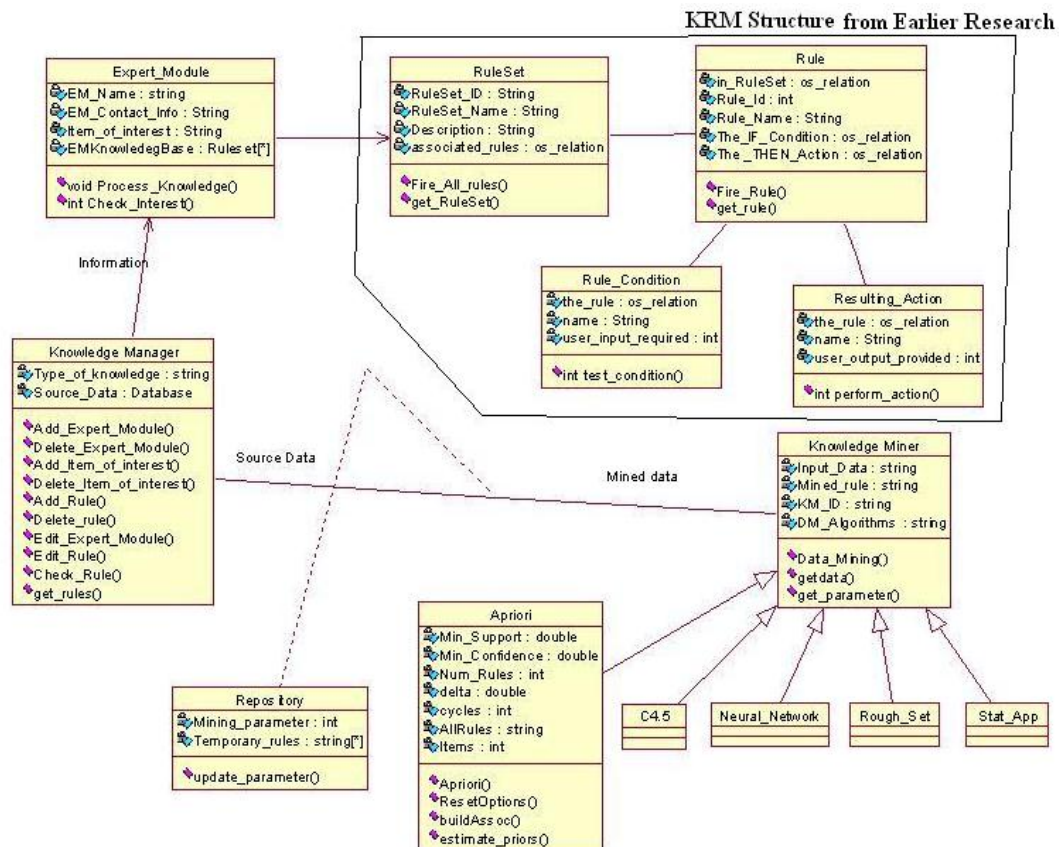 KRM Structure from Earlier Research
Expert_Module
EM_Name : string
EM_Contact_Info : String
Item_of_interest : String
EMKnowledegBase : Ruleset[*]
void Process_Knowledge()
int Check_Interest()
RuleSet
RuleSet_ID : String
RuleSet_Name : String
Description : String
associated_rules : os_relation
Fire_All_rules()
get_RuleSet()
Rule
in_RuleSet : os_relation
Rule_Id : int
Rule_Name : String
The_IF_Condition : os_relation
The_THEN_Action : os_relation
Fire_Rule()
get_rule()
Information
Rule_Condition
the_rule : os_relation
name : String
user_input_required : int
int test_condition()
Resulting_Action
the_rule : os_relation
name : String
user_output_provided : int
int perform_action()
Knowledge Manager
Type_of_knowledge : string
Source_Data : Database
Add_Expert_Module()
Delete_Expert_Module()
Add_Item_of_interest()
Delete_Item_of_interest()
Add_Rule()
Delete_rule()
Edit_Expert_Module()
Edit_Rule()
Check_Rule()
get_rules()
Source Data
Mined data
Knowledge Miner
Input_Data : string
Mined_rule : string
KM_ID : string
DM_Algorithms : string
Data_Mining()
getdata()
get_parameter()
Repository
Mining_parameter : int
Temporary_rules : string[*]
update_parameter()
Apriori
Min_Support : double
Min_Confidence : double
Num_Rules : int
delta : double
cycles : int
AllRules : string
Items : int
Apriori()
ResetOptions()
buildAssoc()
estimate_priors()
C4.5
Neural_Network
Rough_Set
Stat_App